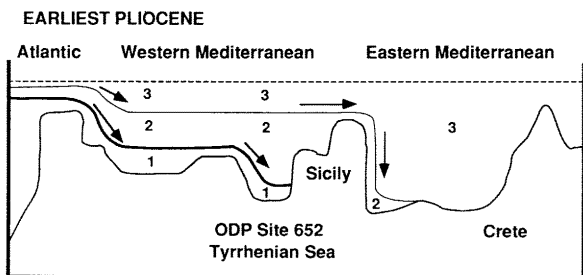 EARLIEST PLIOCENE
Atlantic Western Mediterranean Eastern Mediterranean
3 3
2 2 3
1
Sicily
1
2
ODP Site 652 Crete
Tyrrhenian Sea